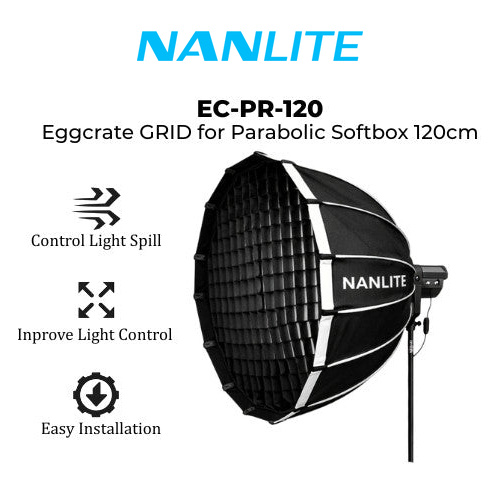 NANLITE
EC-PR-120
Eggcrate GRID for Parabolic Softbox 120cm
Control Light Spill
NANLITE
Inprove Light Control
Easy Installation